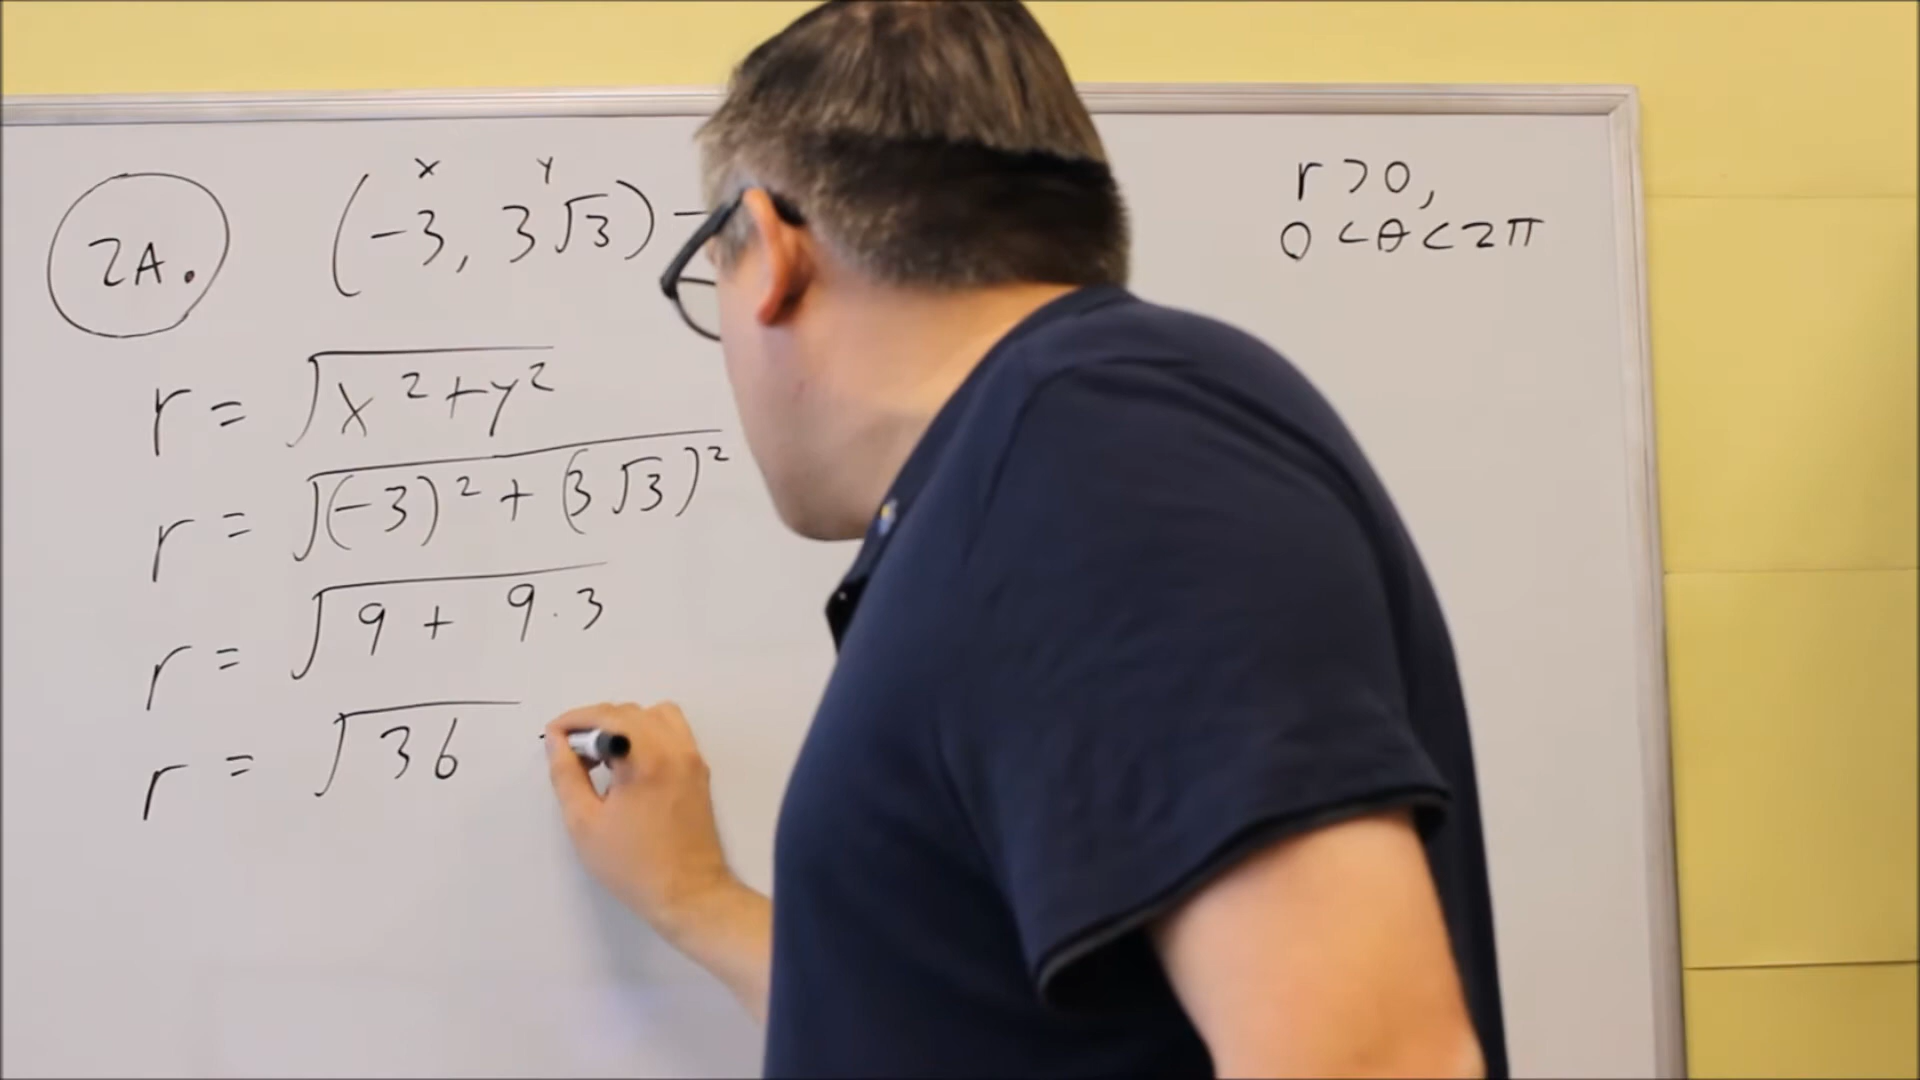 2A.
x y
(-3, 3√3) -
r > 0,
0 < θ < 2π
r = √x² + y²
r = √(-3)² + (3√3)²
r = √9 + 9·3
r = √36 -